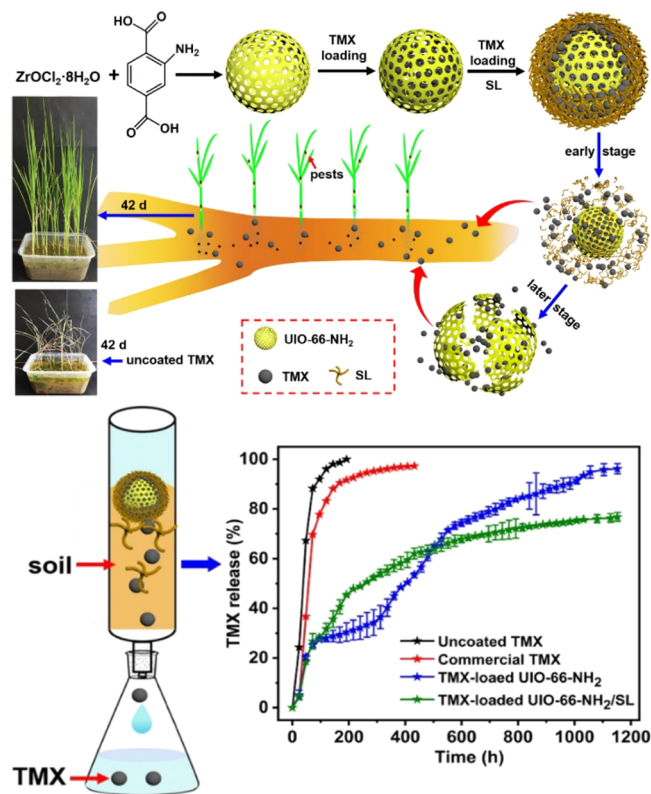 ZrOCl₂·8H₂O
+
HO
O
NH₂
O
OH
TMX
loading
TMX
loading
SL
early stage
pests
42 d
later stage
42 d
uncoated TMX
UIO-66-NH₂
TMX
SL
soil
TMX
TMX release (%)
100
80
60
40
20
0
Uncoated TMX
Commercial TMX
TMX-loaed UIO-66-NH₂
TMX-loaded UIO-66-NH₂/SL
0 200 400 600 800 1000 1200
Time (h)